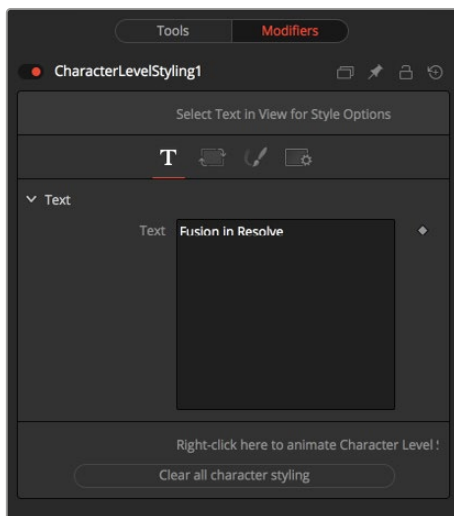 Tools Modifiers
CharacterLevelStyling1
Select Text in View for Style Options
T
Text
Text Fusion in Resolve
Right-click here to animate Character Level
Clear all character styling